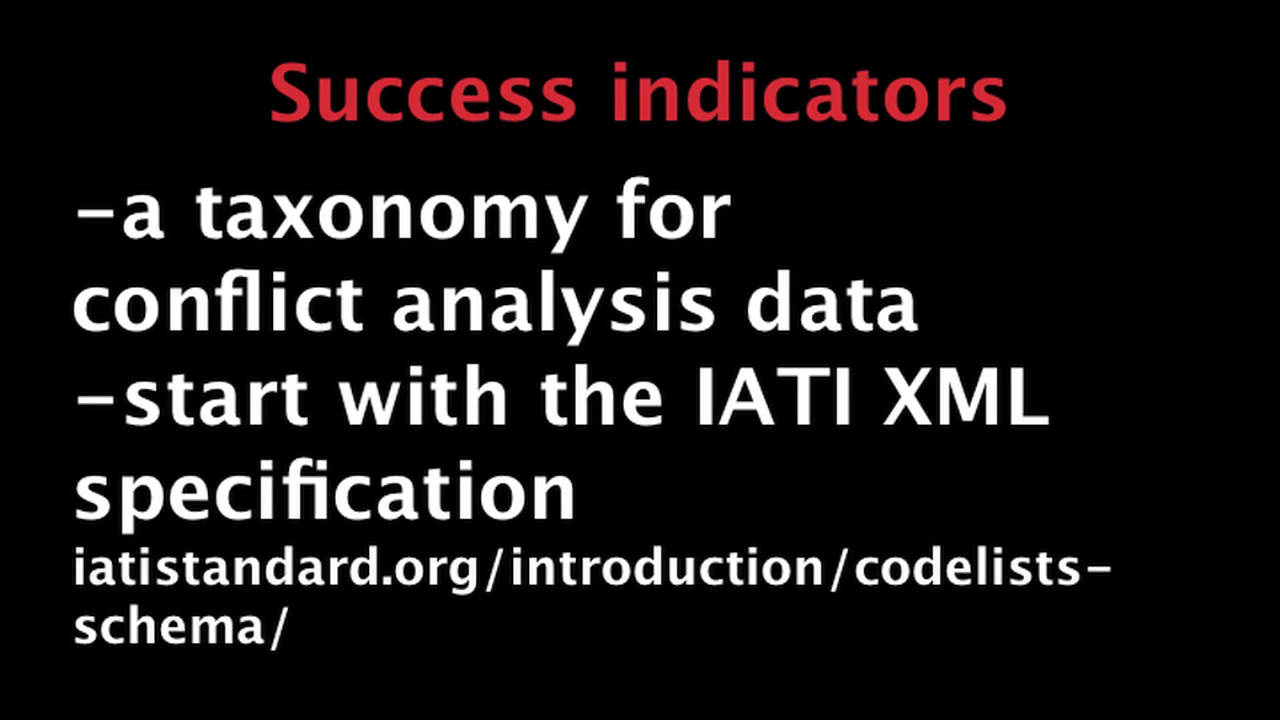 Success indicators
-a taxonomy for
conflict analysis data
-start with the IATI XML
specification
iatistandard.org/introduction/codelists-
schema/